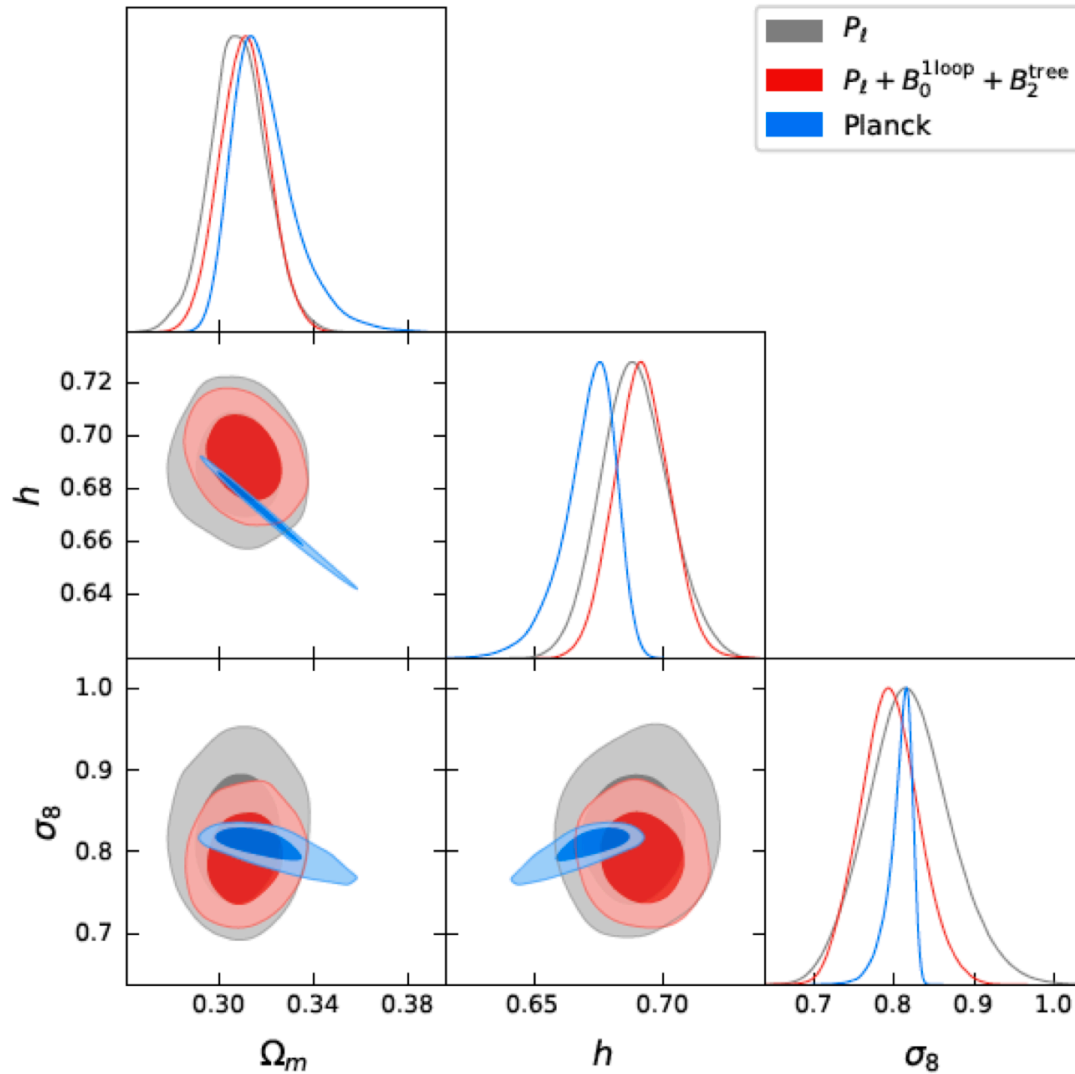 P_ℓ
P_ℓ + B_0^{1loop} + B_2^{tree}
Planck
0.72
0.70
0.68
0.66
0.64
h
1.0
0.9
0.8
0.7
σ_8
0.30 0.34 0.38
0.65 0.70
0.7 0.8 0.9 1.0
Ω_m
h
σ_8